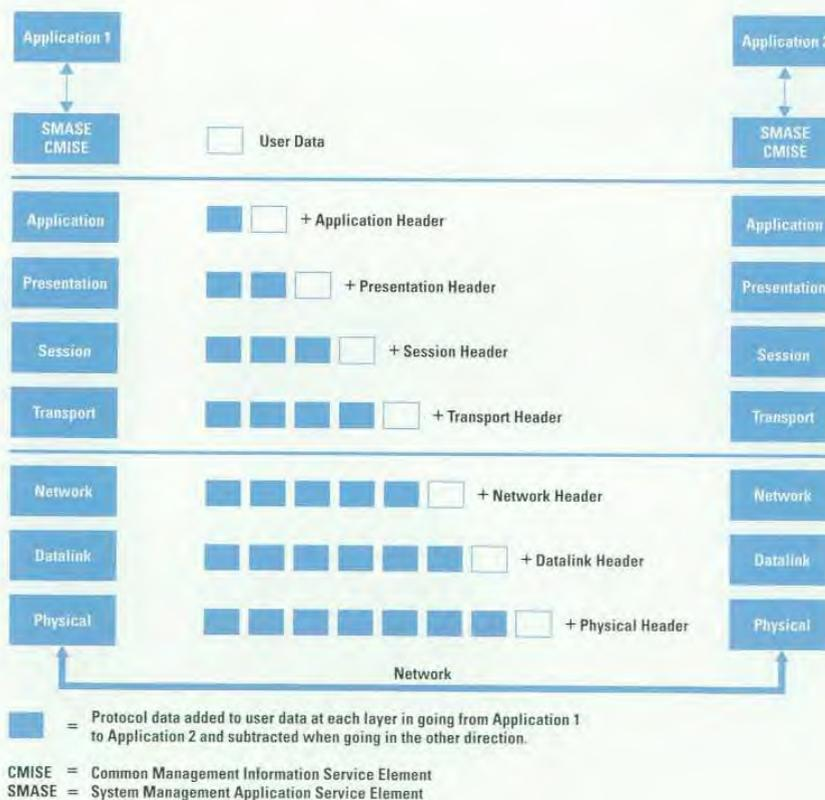 Application 1
Application 2
SMASE
CMISE
User Data
SMASE
CMISE
Application
+ Application Header
Application
Presentation
+ Presentation Header
Presentation
Session
+ Session Header
Session
Transport
+ Transport Header
Transport
Network
+ Network Header
Network
Datalink
+ Datalink Header
Datalink
Physical
+ Physical Header
Physical
Network
= Protocol data added to user data at each layer in going from Application 1
to Application 2 and subtracted when going in the other direction.
CMISE = Common Management Information Service Element
SMASE = System Management Application Service Element